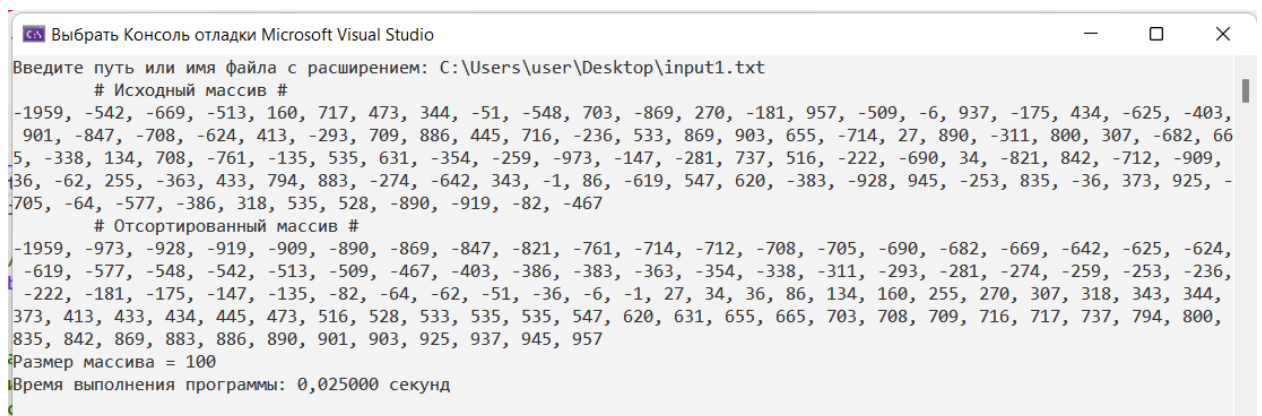 Выбрать Консоль отладки Microsoft Visual Studio
Введите путь или имя файла с расширением: C:\Users\user\Desktop\input1.txt
# Исходный массив #
-1959, -542, -669, -513, 160, 717, 473, 344, -51, -548, 703, -869, 270, -181, 957, -509, -6, 937, -175, 434, -625, -403,
901, -847, -708, -624, 413, -293, 709, 886, 445, 716, -236, 533, 869, 903, 655, -714, 27, 890, -311, 800, 307, -682, 66
5, -338, 134, 708, -761, -135, 535, 631, -354, -259, -973, -147, -281, 737, 516, -222, -690, 34, -821, 842, -712, -909,
36, -62, 255, -363, 433, 794, 883, -274, -642, 343, -1, 86, -619, 547, 620, -383, -928, 945, -253, 835, -36, 373, 925, -
705, -64, -577, -386, 318, 535, 528, -890, -919, -82, -467
# Отсортированный массив #
-1959, -973, -928, -919, -909, -890, -869, -847, -821, -761, -714, -712, -708, -705, -690, -682, -669, -642, -625, -624,
-619, -577, -548, -542, -513, -509, -467, -403, -386, -383, -363, -354, -338, -311, -293, -281, -274, -259, -253, -236,
-222, -181, -175, -147, -135, -82, -64, -62, -51, -36, -6, -1, 27, 34, 36, 86, 134, 160, 255, 270, 307, 318, 343, 344,
373, 413, 433, 434, 445, 473, 516, 528, 533, 535, 535, 547, 620, 631, 655, 665, 703, 708, 709, 716, 717, 737, 794, 800,
835, 842, 869, 883, 886, 890, 901, 903, 925, 937, 945, 957
Размер массива = 100
Время выполнения программы: 0,025000 секунд